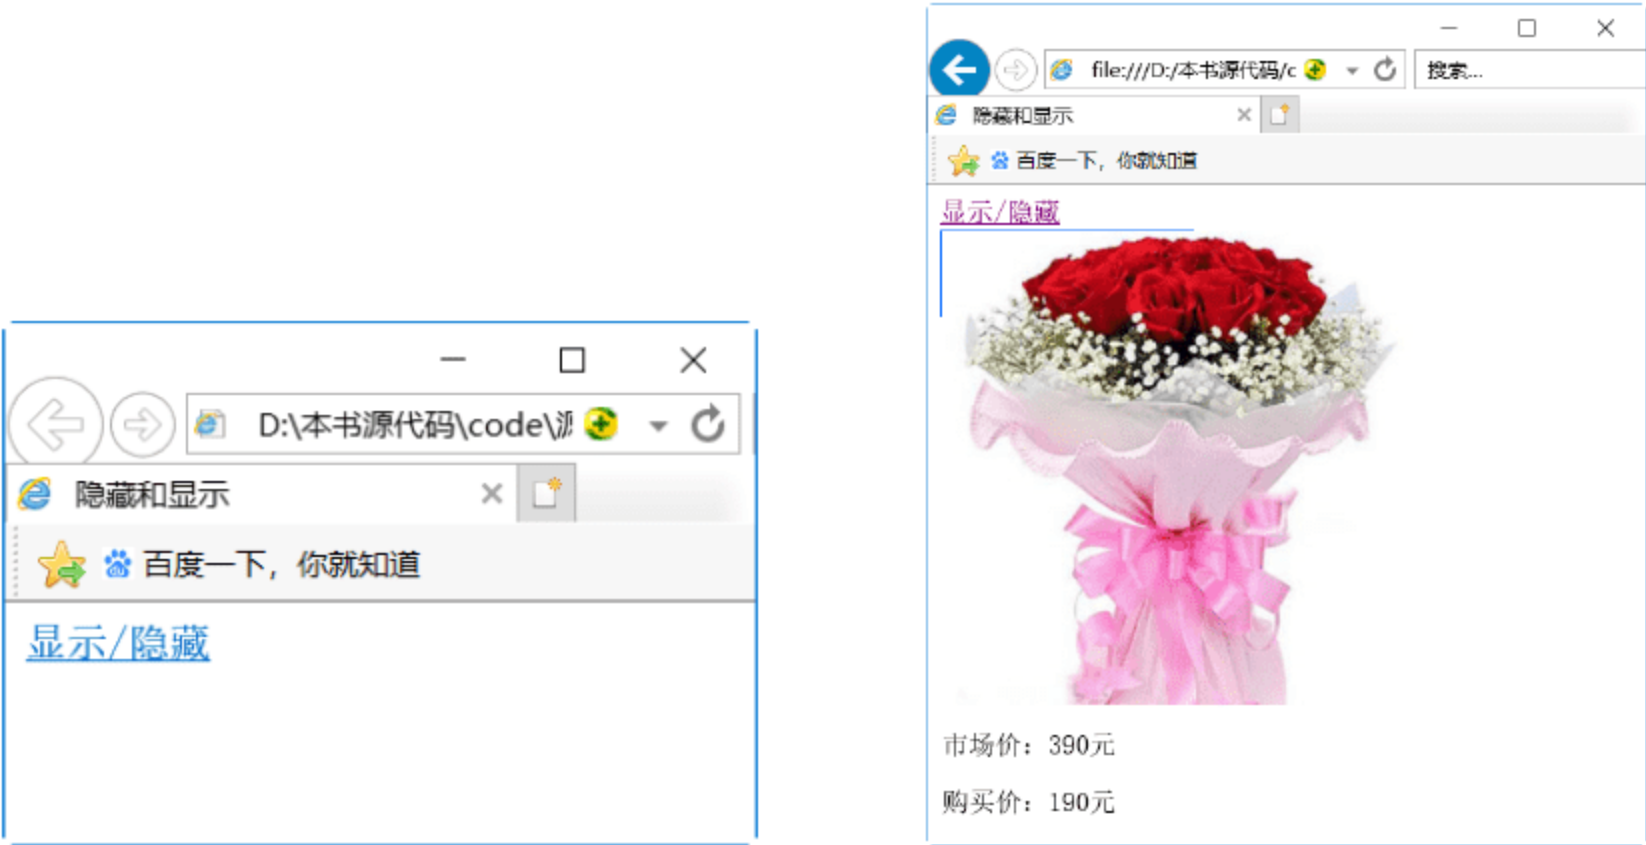 D:\本书源代码\code\源
隐藏和显示
百度一下，你就知道
显示/隐藏
file:///D:/本书源代码/c
搜索...
隐藏和显示
百度一下，你就知道
显示/隐藏
市场价：390元
购买价：190元